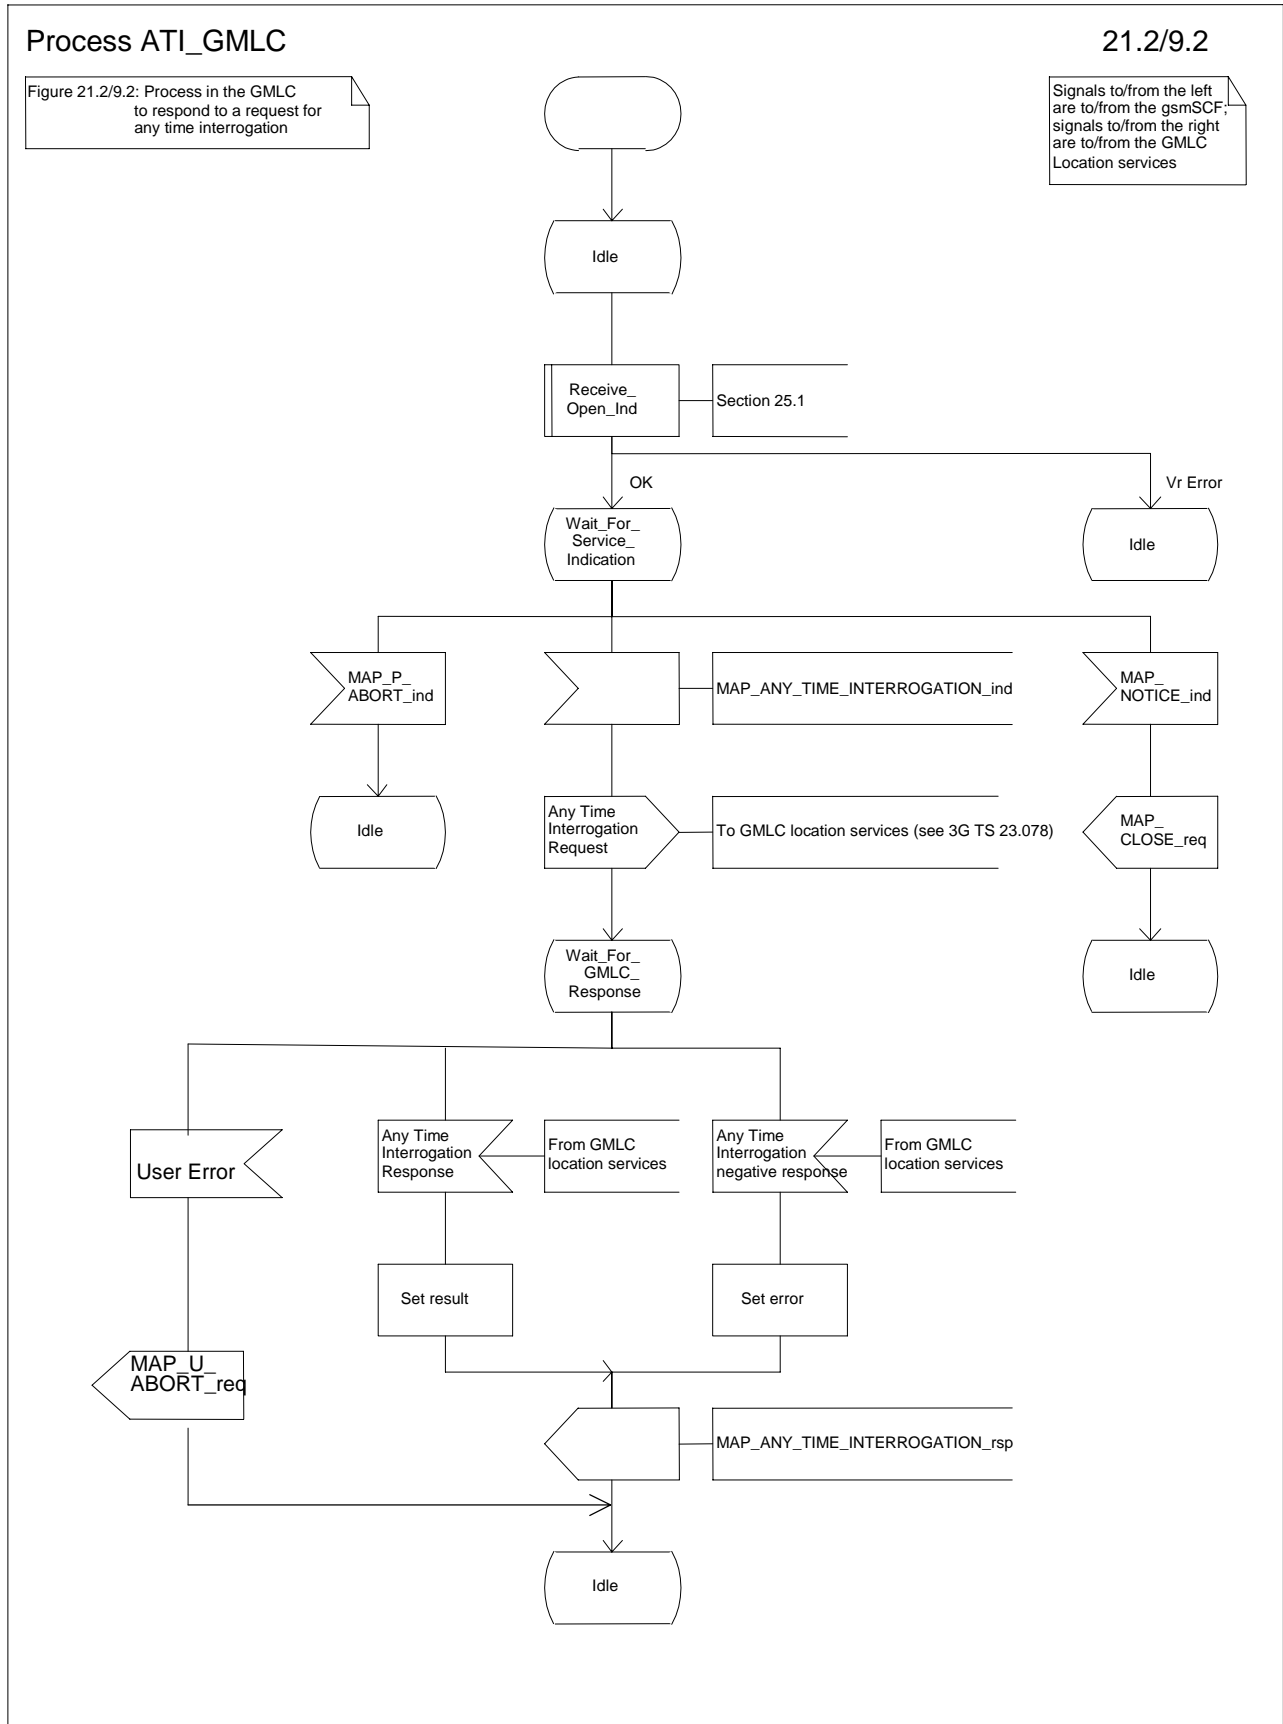 Process ATI_GMLC
21.2/9.2
Figure 21.2/9.2: Process in the GMLC
to respond to a request for
any time interrogation
Signals to/from the left
are to/from the gsmSCF;
signals to/from the right
are to/from the GMLC
Location services
Idle
Receive_
Open_Ind
Section 25.1
OK
Vr Error
Wait_For_
Service_
Indication
Idle
MAP_P_
ABORT_ind
MAP_ANY_TIME_INTERROGATION_ind
MAP_
NOTICE_ind
Idle
Any Time
Interrogation
Request
To GMLC location services (see 3G TS 23.078)
MAP_
CLOSE_req
Wait_For_
GMLC_
Response
Idle
User Error
Any Time
Interrogation
Response
From GMLC
location services
Any Time
Interrogation
negative response
From GMLC
location services
Set result
Set error
MAP_U_
ABORT_req
MAP_ANY_TIME_INTERROGATION_rsp
Idle